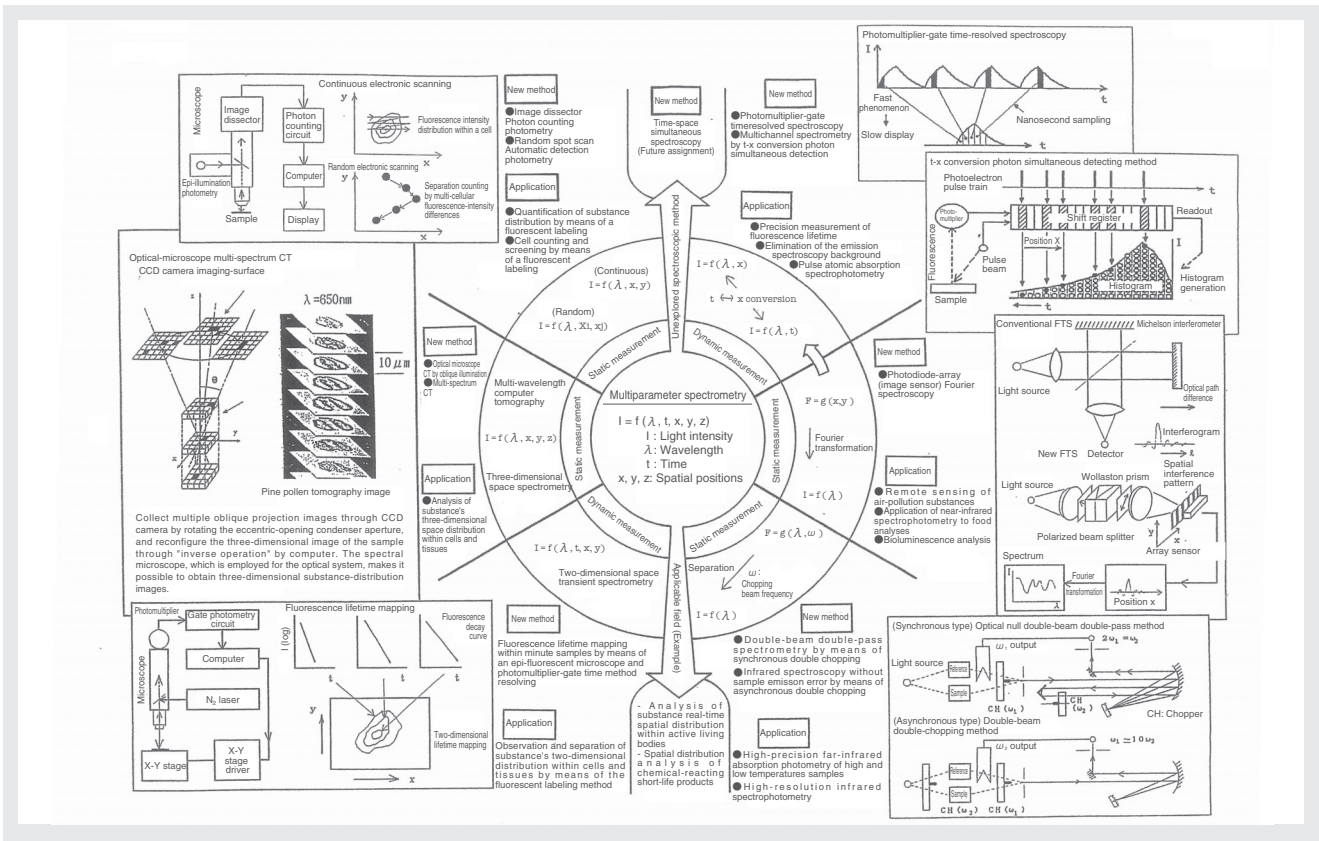 Continuous electronic scanning
Microscope
Image
dissector
Photon
counting
circuit
Computer
Display
Epi-illumination
photometry
Sample
y
Fluorescence intensity
distribution within a cell
x
Random electronic scanning
y
Separation counting
by multi-cellular
fluorescence-intensity
differences
x
New method
●Image dissector
Photon counting
photometry
●Random spot scan
Automatic detection
photometry
Application
●Quantification of substance
distribution by means of a
fluorescent labeling
●Cell counting and
screening by means
of a fluorescent
labeling
New method
Time-space
simultaneous
spectroscopy
(Future assignment)
New method
●Photomultiplier-gate
timeresolved spectroscopy
●Multichannel spectrometry
by t-x conversion photon
simultaneous detection
Application
●Precision measurement of
fluorescence lifetime
●Elimination of the emission
spectroscopy background
●Pulse atomic absorption
spectrophotometry
Photomultiplier-gate time-resolved spectroscopy
I
t
Fast
phenomenon
Slow display
Nanosecond sampling
t
t-x conversion photon simultaneous detecting method
Photoelectron
pulse train
t
Photo-
multiplier
Shift register
Readout
Fluorescence
Position X
Pulse
beam
I
Histogram
Histogram
generation
Sample
t
Optical-microscope multi-spectrum CT
CCD camera imaging-surface
z
θ
y
x
λ=650nm
10μm
Pine pollen tomography image
Collect multiple oblique projection images through CCD
camera by rotating the eccentric-opening condenser aperture,
and reconfigure the three-dimensional image of the sample
through "inverse operation" by computer. The spectral
microscope, which is employed for the optical system, makes it
possible to obtain three-dimensional substance-distribution
images.
New method
●Optical microscope
CT by oblique illumination
●Multi-spectrum
CT
Application
●Analysis of
substance's
three-dimensional
space distribution
within cells and
tissues
Unexplored spectroscopic method
(Continuous)
I=f(λ,x,y)
(Random)
I=f(λ,Xi,xj)
Static measurement
I=f(λ,x)
t ↔ x conversion
I=f(λ,t)
Dynamic measurement
Multi-wavelength
computer
tomography
I=f(λ,x,y,z)
Three-dimensional
space spectrometry
Static measurement
Multiparameter spectrometry
I = f ( λ , t, x, y, z)
I : Light intensity
λ : Wavelength
t : Time
x, y, z: Spatial positions
Static measurement
F=g(x,y)
Fourier
transformation
I=f(λ)
Dynamic measurement
I=f(λ,t,x,y)
Two-dimensional space
transient spectrometry
Static measurement
F=g(λ,ω)
Separation
ω:
Chopping
beam frequency
I=f(λ)
Applicable field (Example)
New method
●Photodiode-array
(image sensor) Fourier
spectroscopy
Application
●Remote sensing of
air-pollution substances
●Application of near-infrared
spectrophotometry to food
analyses
●Bioluminescence analysis
Conventional FTS
Michelson interferometer
Light source
Optical path
difference
Interferogram
New FTS
Detector
Spatial
interference
pattern
Light source
Wollaston prism
Polarized beam splitter
y
x
Array sensor
Spectrum
I
λ
Fourier
transformation
Position x
Fluorescence lifetime mapping
Photomultiplier
Gate photometry
circuit
Computer
N₂ laser
Microscope
X-Y stage
X-Y
stage
driver
I (log)
t
t
t
Fluorescence
decay
curve
y
Two-dimensional
lifetime mapping
x
New method
Fluorescence lifetime mapping
within minute samples by means of
an epi-fluorescent microscope and
photomultiplier-gate time method
resolving
Application
Observation and separation of
substance's two-dimensional
distribution within cells and
tissues by means of the
fluorescent labeling method
- Analysis of
substance real-time
spatial distribution
within active living
bodies
- Spatial distribution
analysis of
chemical-reacting
short-life products
New method
●Double-beam double-pass
spectrometry by means of
synchronous double chopping
●Infrared spectroscopy without
sample emisson error by means of
asynchronous double chopping
Application
●High-precision far-infrared
absorption photometry of high and
low temperatures samples
●High-resolution infrared
spectrophotometry
(Synchronous type) Optical null double-beam double-pass method
ω₁ output
2ω₁=ω₂
Light source
Reference
Sample
CH (ω₁)
CH
(ω₂)
CH: Chopper
(Asynchronous type) Double-beam
double-chopping method
ω₂ output
ω₁≃10ω₂
Reference
Sample
CH (ω₂)
CH (ω₁)